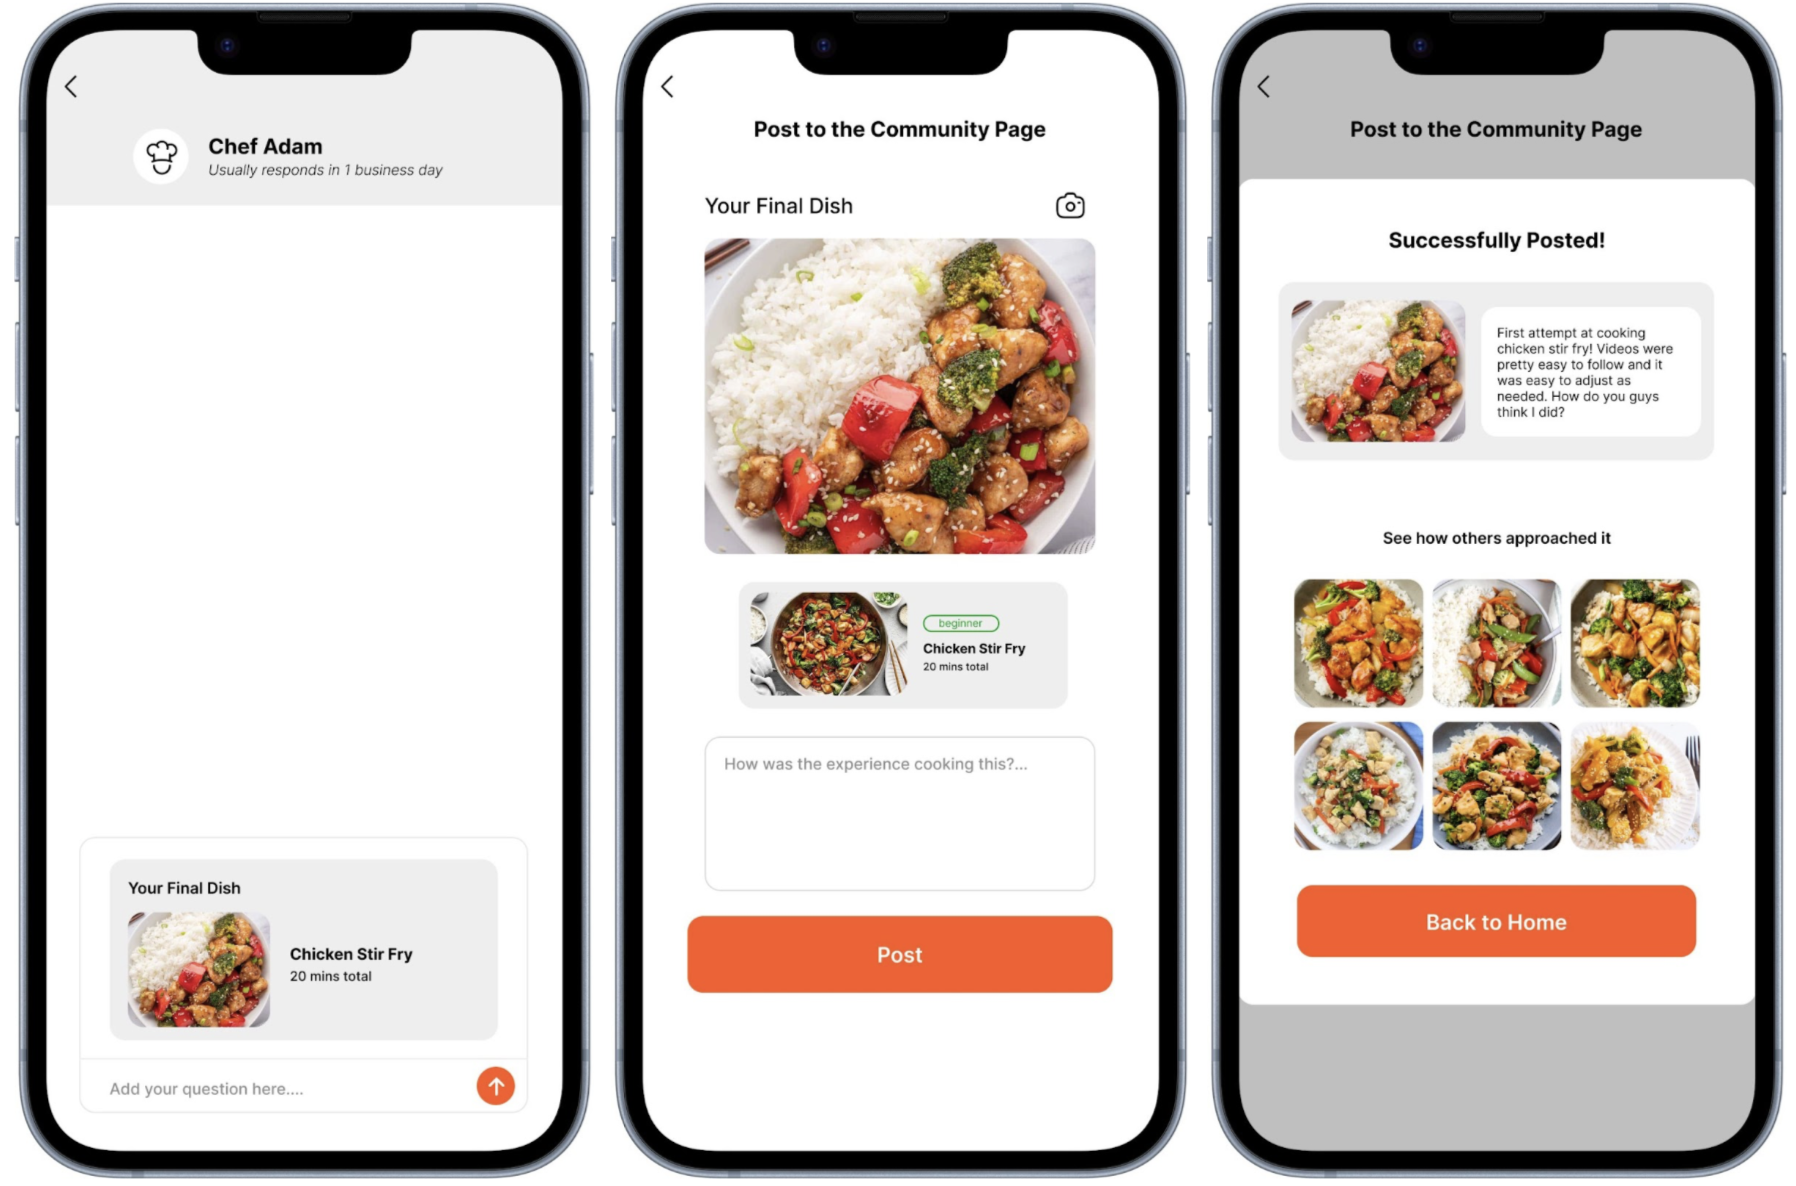 Chef Adam
Usually responds in 1 business day
Your Final Dish
Chicken Stir Fry
20 mins total
Add your question here....
Post to the Community Page
Your Final Dish
beginner
Chicken Stir Fry
20 mins total
How was the experience cooking this?...
Post
Post to the Community Page
Successfully Posted!
First attempt at cooking
chicken stir fry! Videos were
pretty easy to follow and it
was easy to adjust as
needed. How do you guys
think I did?
See how others approached it
Back to Home